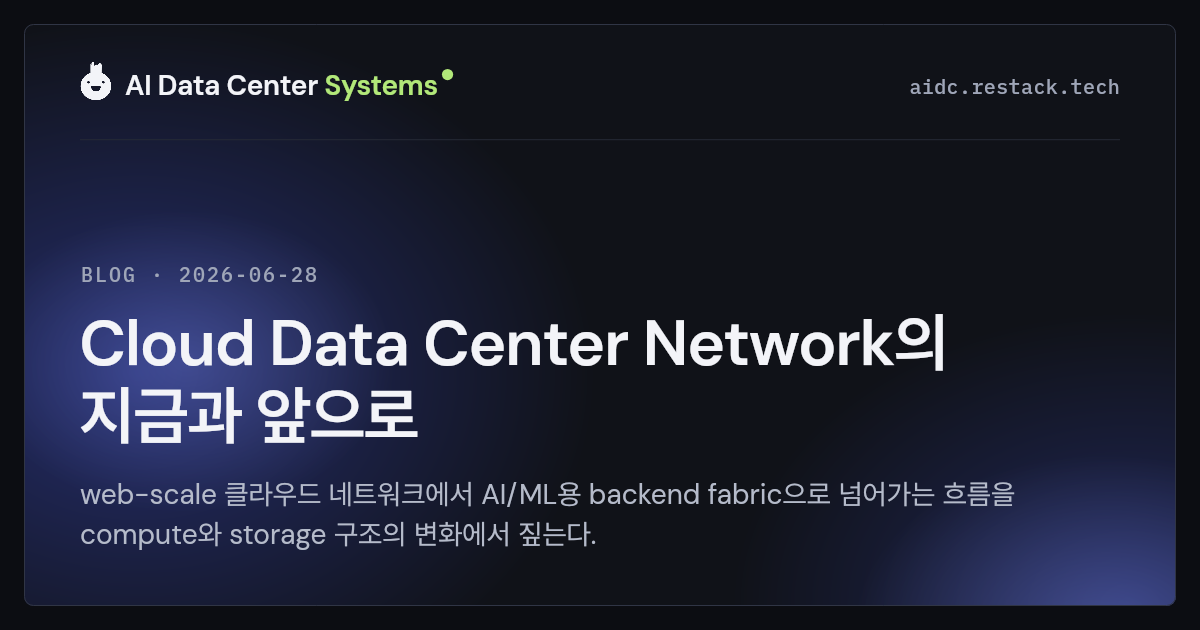 AI Data Center Systems
aidc.restack.tech
BLOG · 2026-06-28
Cloud Data Center Network의
지금과 앞으로
web-scale 클라우드 네트워크에서 AI/ML용 backend fabric으로 넘어가는 흐름을
compute와 storage 구조의 변화에서 짚는다.